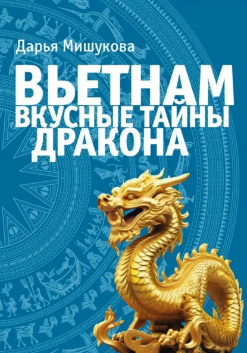 Дарья Мишукова
ВЬЕТНАМ
ВКУСНЫЕ ТАЙНЫ
ДРАКОНА